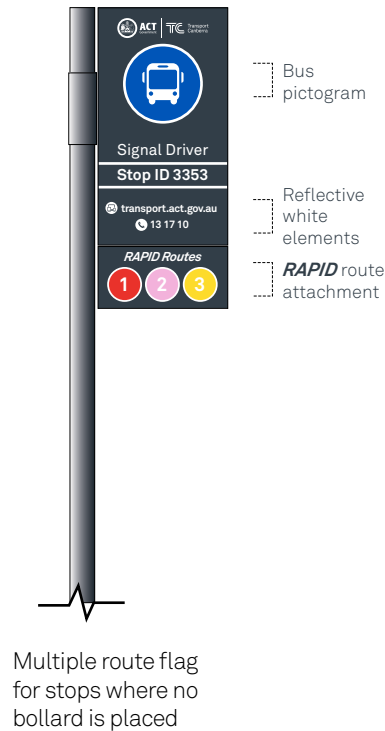 ACT
Government
TC
Transport
Canberra
Signal Driver
Stop ID 3353
transport.act.gov.au
13 17 10
RAPID Routes
1 2 3
Bus
pictogram
Reflective
white
elements
RAPID route
attachment
Multiple route flag
for stops where no
bollard is placed